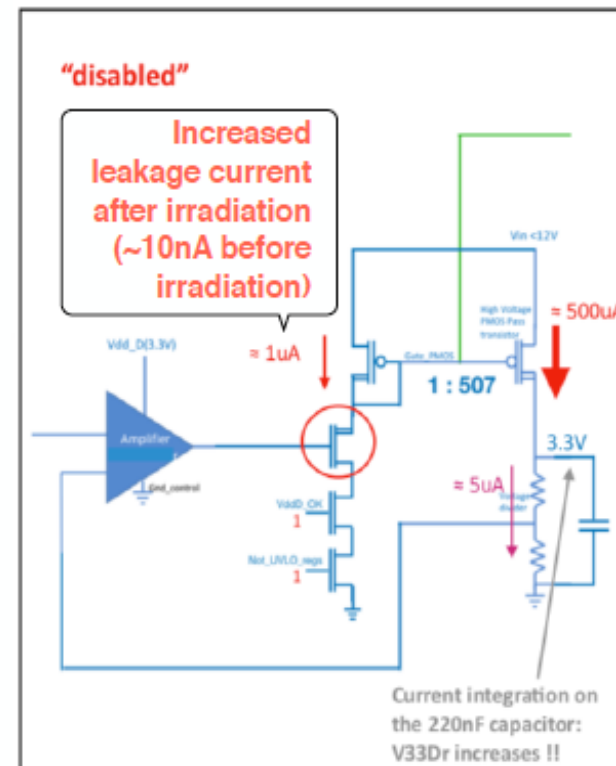 “disabled”
Increased
leakage current
after irradiation
(~10nA before
irradiation)
Vin <12V
High Voltage
PMOS Pass
transistor
≈ 500uA
Vdd_D(3.3V)
≈ 1uA
Gate_PMOS
1 : 507
Amplifier
3.3V
Gnd_control
≈ 5uA
divider
VddD_OK
1
Not_UVLO_regs
1
Current integration on
the 220nF capacitor:
V33Dr increases !!